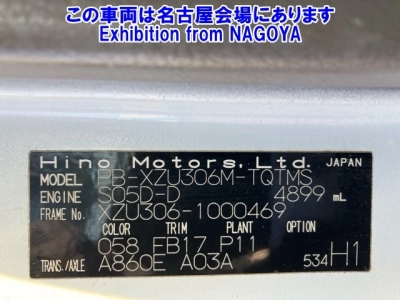 この車両は名古屋会場にあります
Exhibition from NAGOYA
Hino Motors, Ltd. JAPAN
MODEL PB-XZU306M-TQTMS
ENGINE S05D-D 4899 mL
FRAME No. XZU306-1000469
COLOR TRIM PLANT OPTION
058 FB17 P11
TRANS./AXLE A860E A03A 534 H1